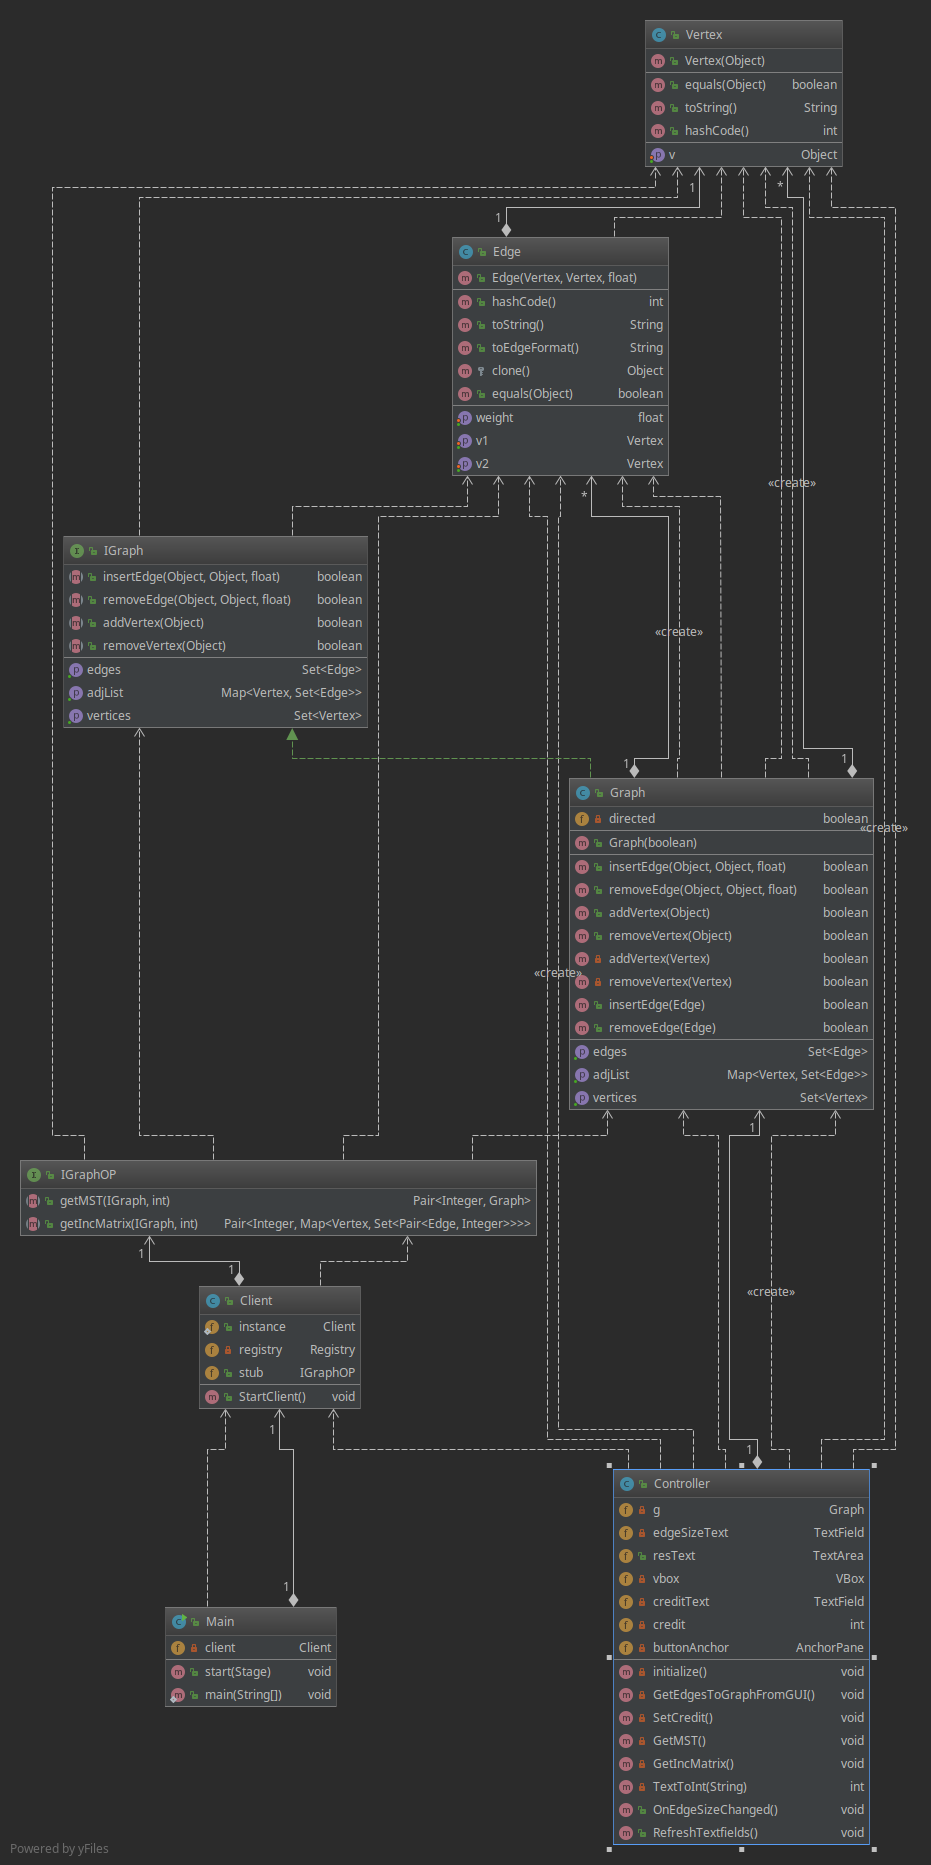 Vertex
Vertex(Object)
equals(Object) boolean
toString() String
hashCode() int
v Object
1
*
1
Edge
Edge(Vertex, Vertex, float)
hashCode() int
toString() String
toEdgeFormat() String
clone() Object
equals(Object) boolean
weight float
v1 Vertex
v2 Vertex
«create»
*
IGraph
insertEdge(Object, Object, float) boolean
removeEdge(Object, Object, float) boolean
addVertex(Object) boolean
removeVertex(Object) boolean
edges Set<Edge>
adjList Map<Vertex, Set<Edge>>
vertices Set<Vertex>
«create»
1
1
Graph
directed boolean
«create»
Graph(boolean)
insertEdge(Object, Object, float) boolean
removeEdge(Object, Object, float) boolean
addVertex(Object) boolean
removeVertex(Object) boolean
addVertex(Vertex) boolean
«create»
removeVertex(Vertex) boolean
insertEdge(Edge) boolean
removeEdge(Edge) boolean
edges Set<Edge>
adjList Map<Vertex, Set<Edge>>
vertices Set<Vertex>
1
IGraphOP
getMST(IGraph, int) Pair<Integer, Graph>
getIncMatrix(IGraph, int) Pair<Integer, Map<Vertex, Set<Pair<Edge, Integer>>>>
1
1
«create»
Client
instance Client
registry Registry
stub IGraphOP
StartClient() void
1
1
Controller
g Graph
edgeSizeText TextField
resText TextArea
vbox VBox
creditText TextField
credit int
buttonAnchor AnchorPane
initialize() void
GetEdgesToGraphFromGUI() void
SetCredit() void
GetMST() void
GetIncMatrix() void
TextToInt(String) int
OnEdgeSizeChanged() void
RefreshTextfields() void
1
Main
client Client
start(Stage) void
main(String[]) void
Powered by yFiles